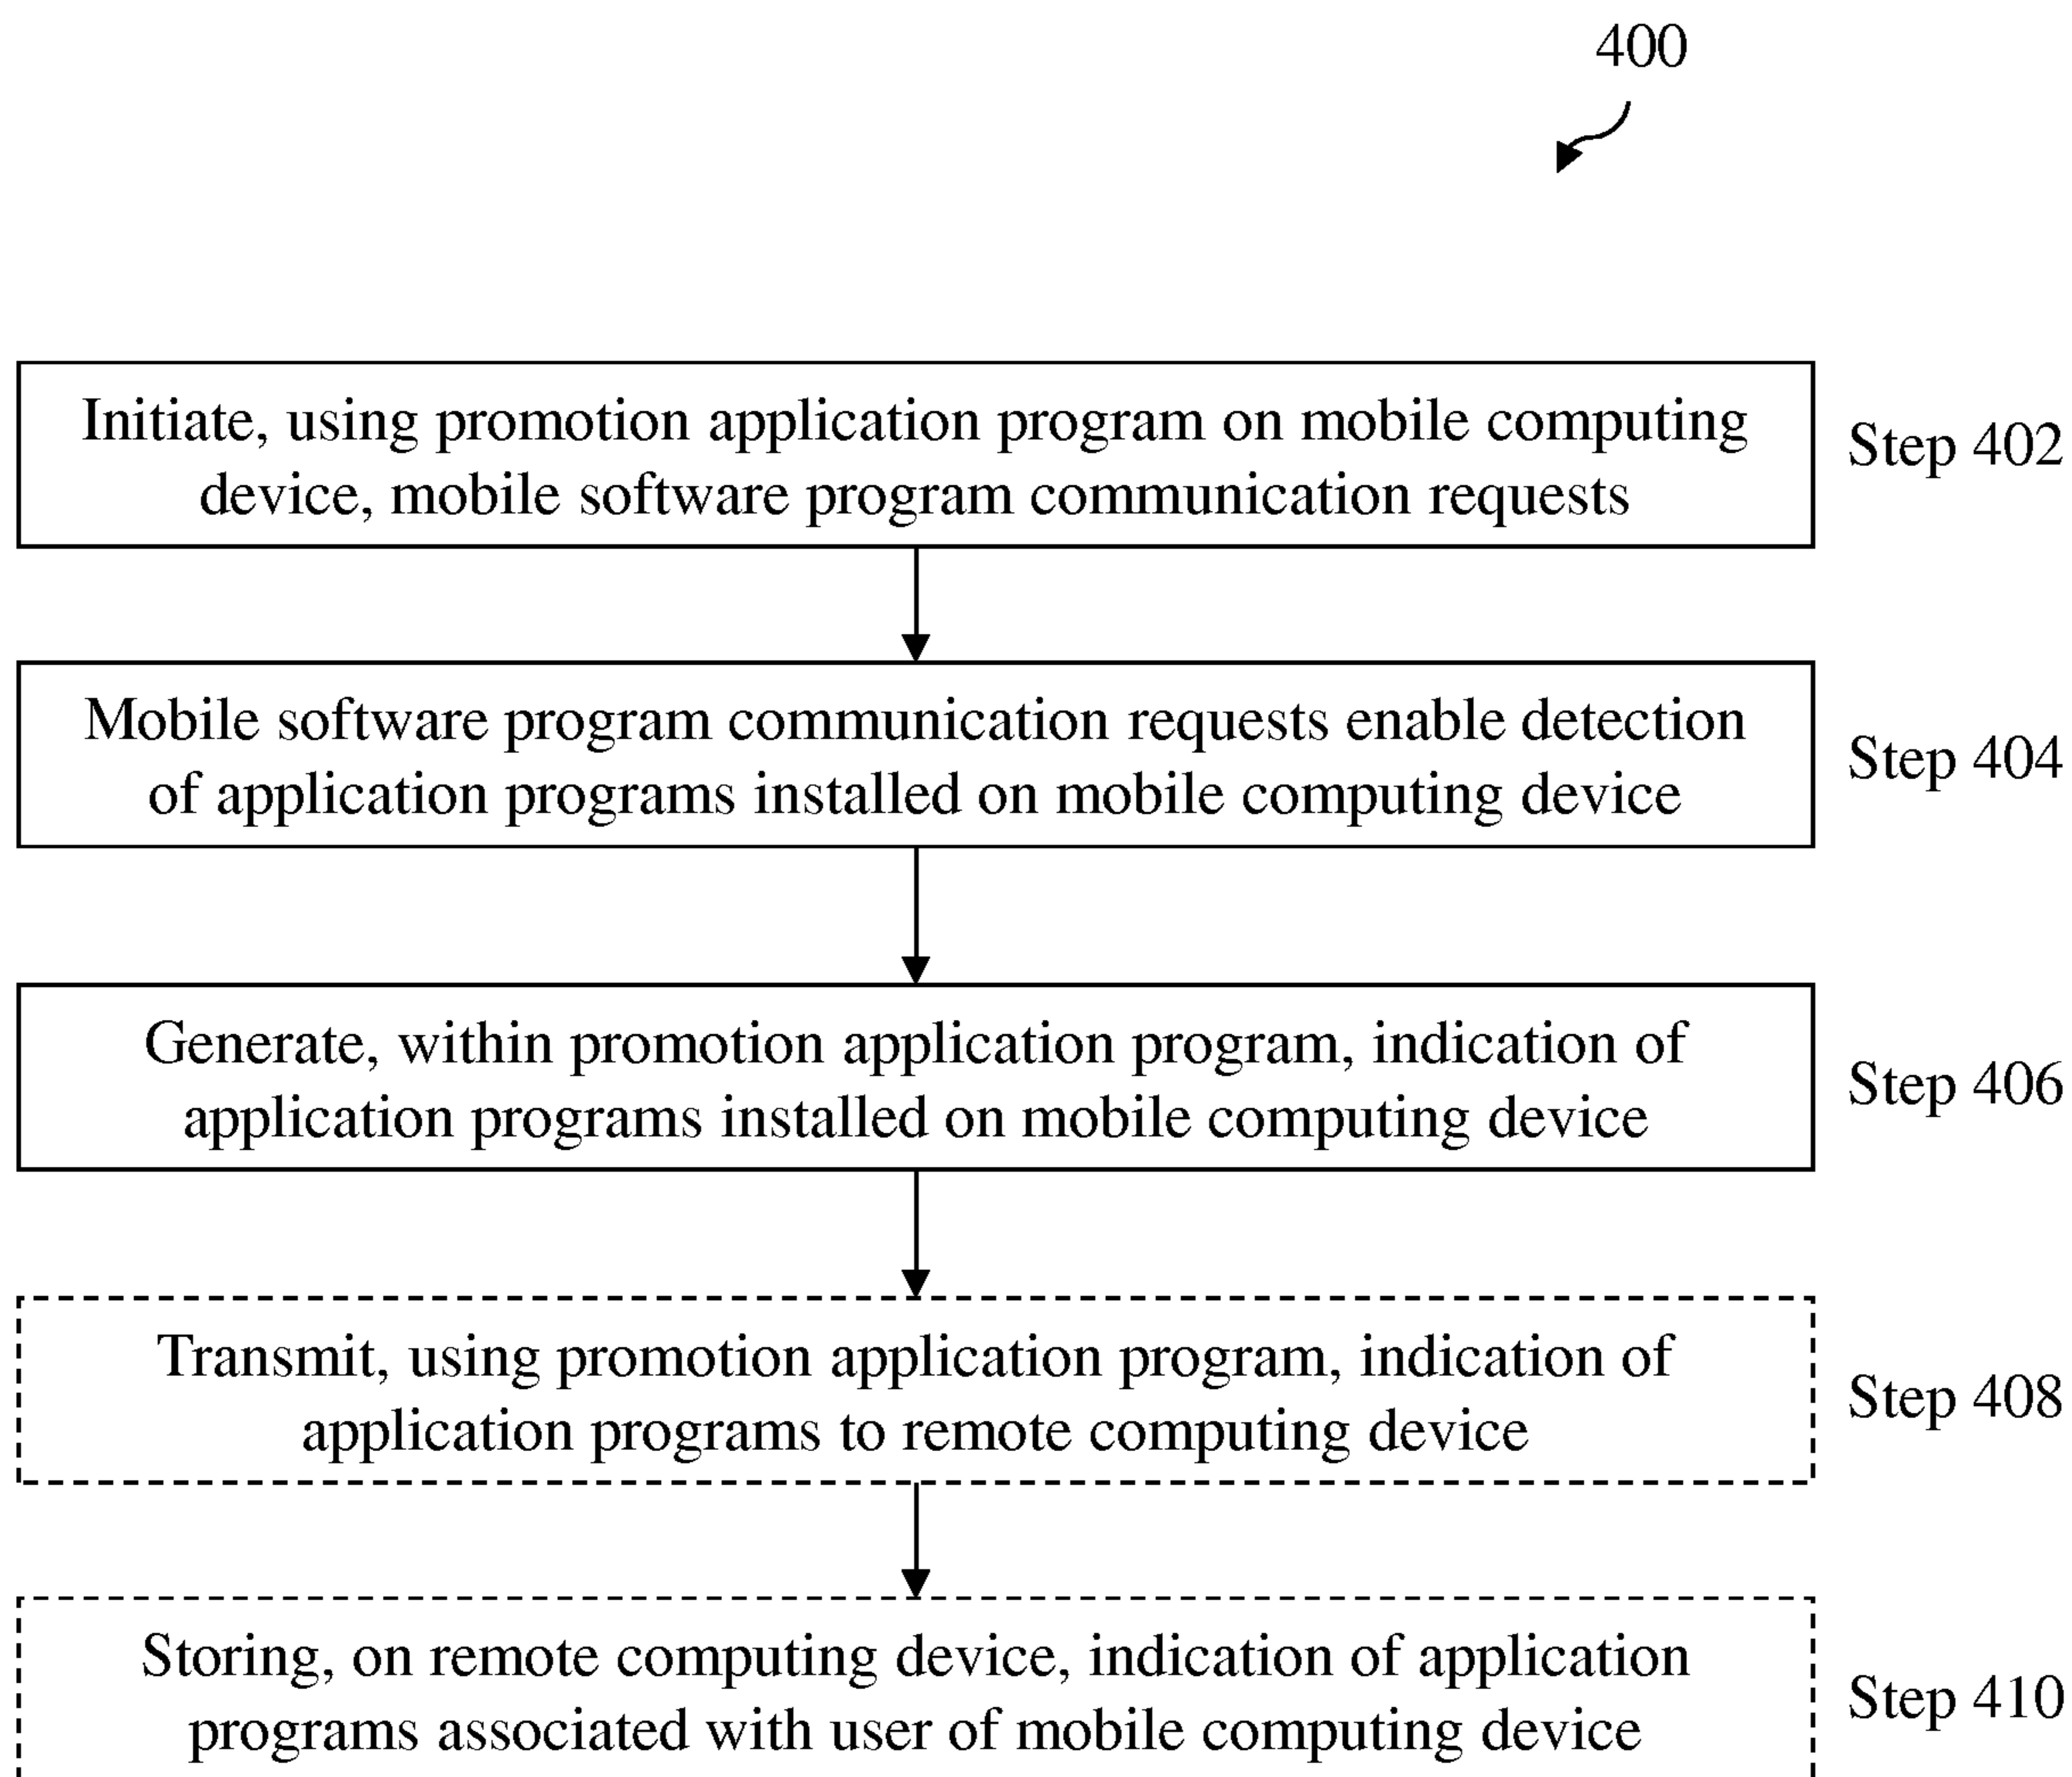 400
Initiate, using promotion application program on mobile computing
device, mobile software program communication requests
Step 402
Mobile software program communication requests enable detection
of application programs installed on mobile computing device
Step 404
Generate, within promotion application program, indication of
application programs installed on mobile computing device
Step 406
Transmit, using promotion application program, indication of
application programs to remote computing device
Step 408
Storing, on remote computing device, indication of application
programs associated with user of mobile computing device
Step 410